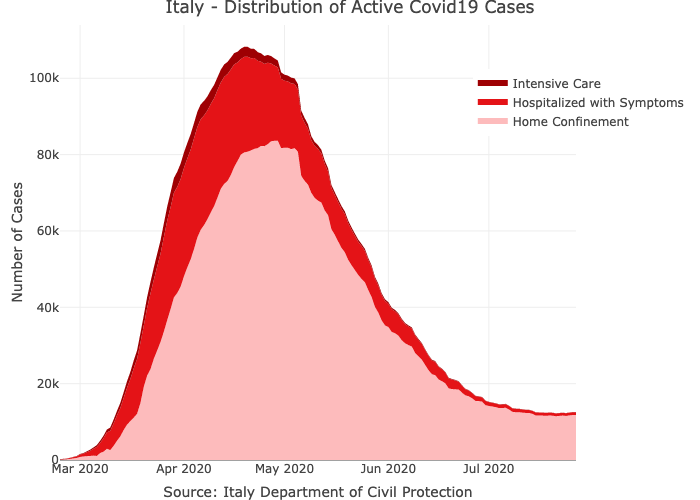 Italy - Distribution of Active Covid19 Cases
Intensive Care
Hospitalized with Symptoms
Home Confinement
Number of Cases
100k
80k
60k
40k
20k
0
Mar 2020
Apr 2020
May 2020
Jun 2020
Jul 2020
Source: Italy Department of Civil Protection